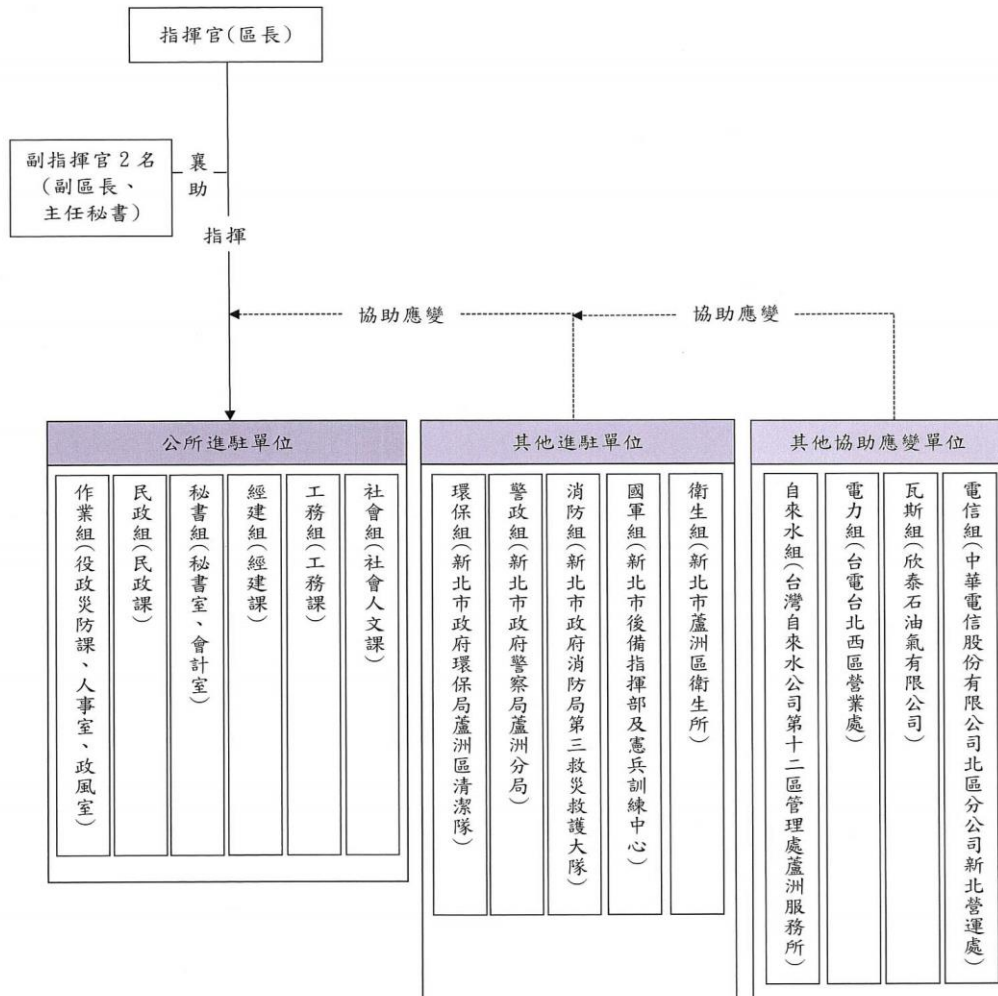 指揮官(區長)
副指揮官 2 名
(副區長、
主任秘書)
襄助
指揮
協助應變
協助應變
公所進駐單位
作業組(役政災防課、人事室、政風室)
民政組(民政課)
秘書組(秘書室、會計室)
經建組(經建課)
工務組(工務課)
社會組(社會人文課)
其他進駐單位
環保組(新北市政府環保局蘆洲區清潔隊)
警政組(新北市政府警察局蘆洲分局)
消防組(新北市政府消防局第三救災救護大隊)
國軍組(新北市後備指揮部及憲兵訓練中心)
衛生組(新北市蘆洲區衛生所)
其他協助應變單位
自來水組(台灣自來水公司第十二區管理處蘆洲服務所)
電力組(台電台北西區營業處)
瓦斯組(欣泰石油氣有限公司)
電信組(中華電信股份有限公司北區分公司新北營運處)